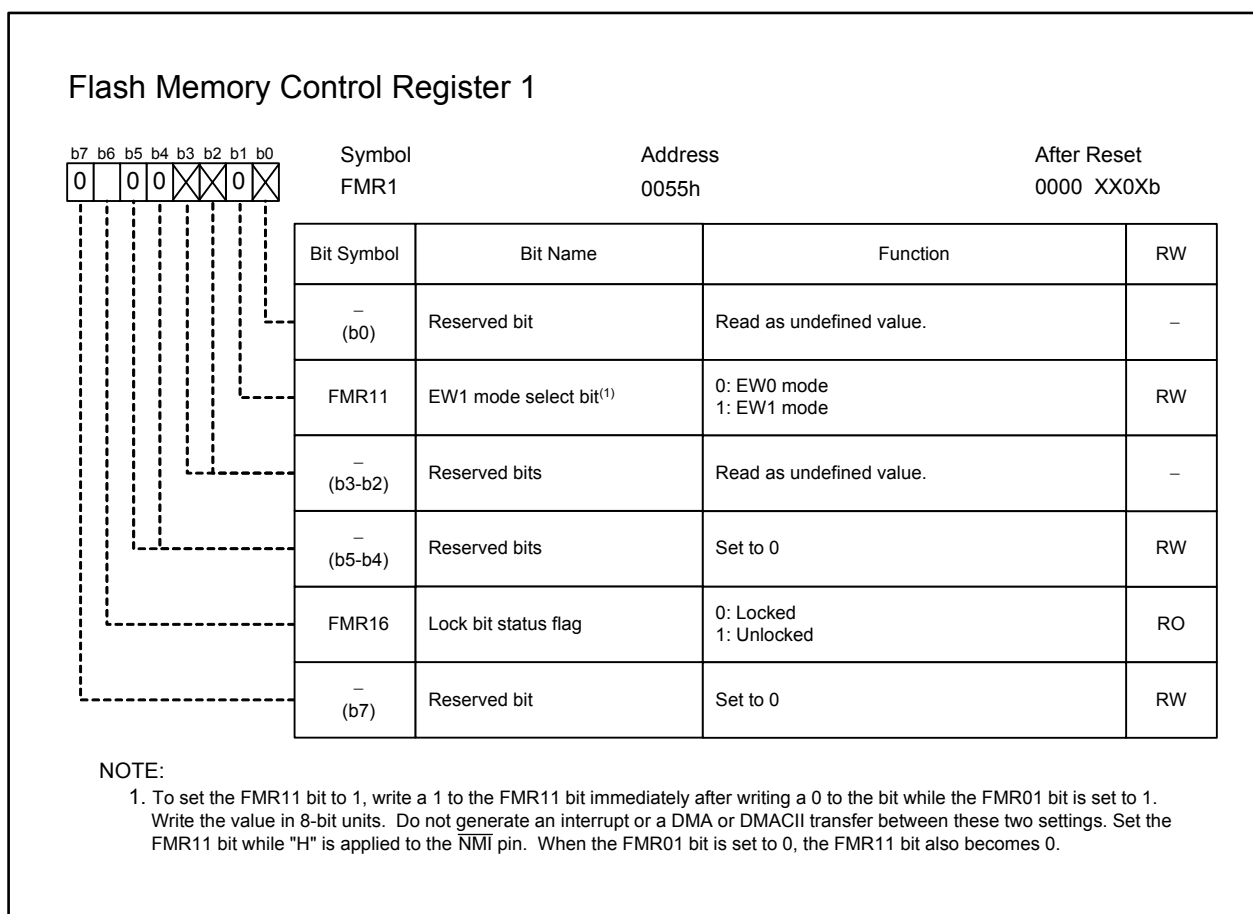 Flash Memory Control Register 1
b7 b6 b5 b4 b3 b2 b1 b0
Symbol Address After Reset
0 0 0 0
FMR1 0055h 0000 XX0Xb
Bit Symbol Bit Name Function RW
–
(b0) Reserved bit Read as undefined value. –
FMR11 EW1 mode select bit(1) 0: EW0 mode
1: EW1 mode RW
–
(b3-b2) Reserved bits Read as undefined value. –
–
(b5-b4) Reserved bits Set to 0 RW
FMR16 Lock bit status flag 0: Locked
1: Unlocked RO
–
(b7) Reserved bit Set to 0 RW
NOTE:
1. To set the FMR11 bit to 1, write a 1 to the FMR11 bit immediately after writing a 0 to the bit while the FMR01 bit is set to 1.
Write the value in 8-bit units. Do not generate an interrupt or a DMA or DMACII transfer between these two settings. Set the
FMR11 bit while "H" is applied to the NMI pin. When the FMR01 bit is set to 0, the FMR11 bit also becomes 0.